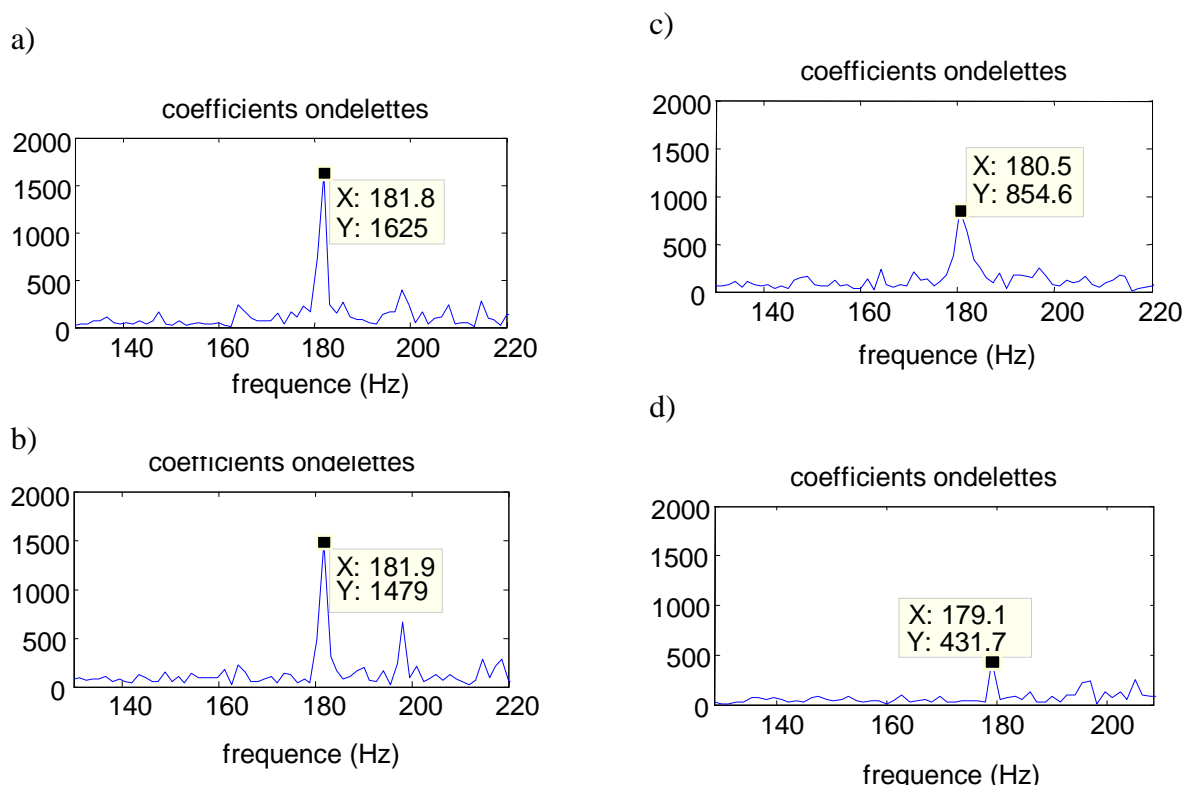 a)
coefficients ondelettes
2000
1500
1000
500
0
X: 181.8
Y: 1625
140 160 180 200 220
frequence (Hz)
b)
coefficients ondelettes
2000
1500
1000
500
0
X: 181.9
Y: 1479
140 160 180 200 220
frequence (Hz)
c)
coefficients ondelettes
2000
1500
1000
500
0
X: 180.5
Y: 854.6
140 160 180 200 220
frequence (Hz)
d)
coefficients ondelettes
2000
1500
1000
500
0
X: 179.1
Y: 431.7
140 160 180 200
frequence (Hz)